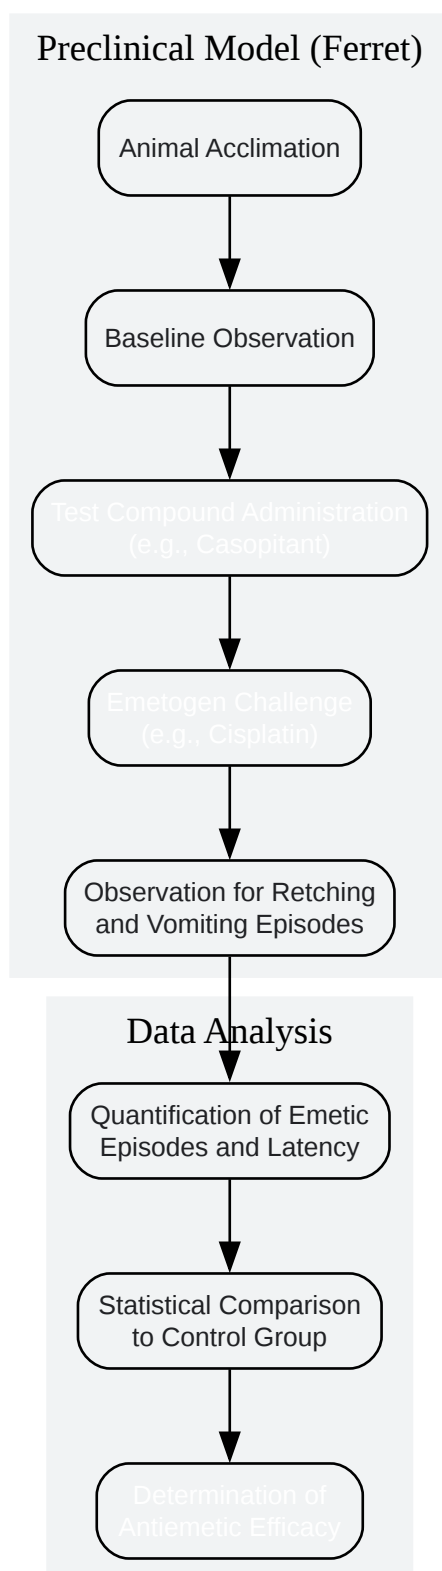 Preclinical Model (Ferret)
Animal Acclimation
Baseline Observation
Test Compound Administration
(e.g., Casopitant)
Emetogen Challenge
(e.g., Cisplatin)
Observation for Retching
and Vomiting Episodes
Data Analysis
Quantification of Emetic
Episodes and Latency
Statistical Comparison
to Control Group
Determination of
Antiemetic Efficacy